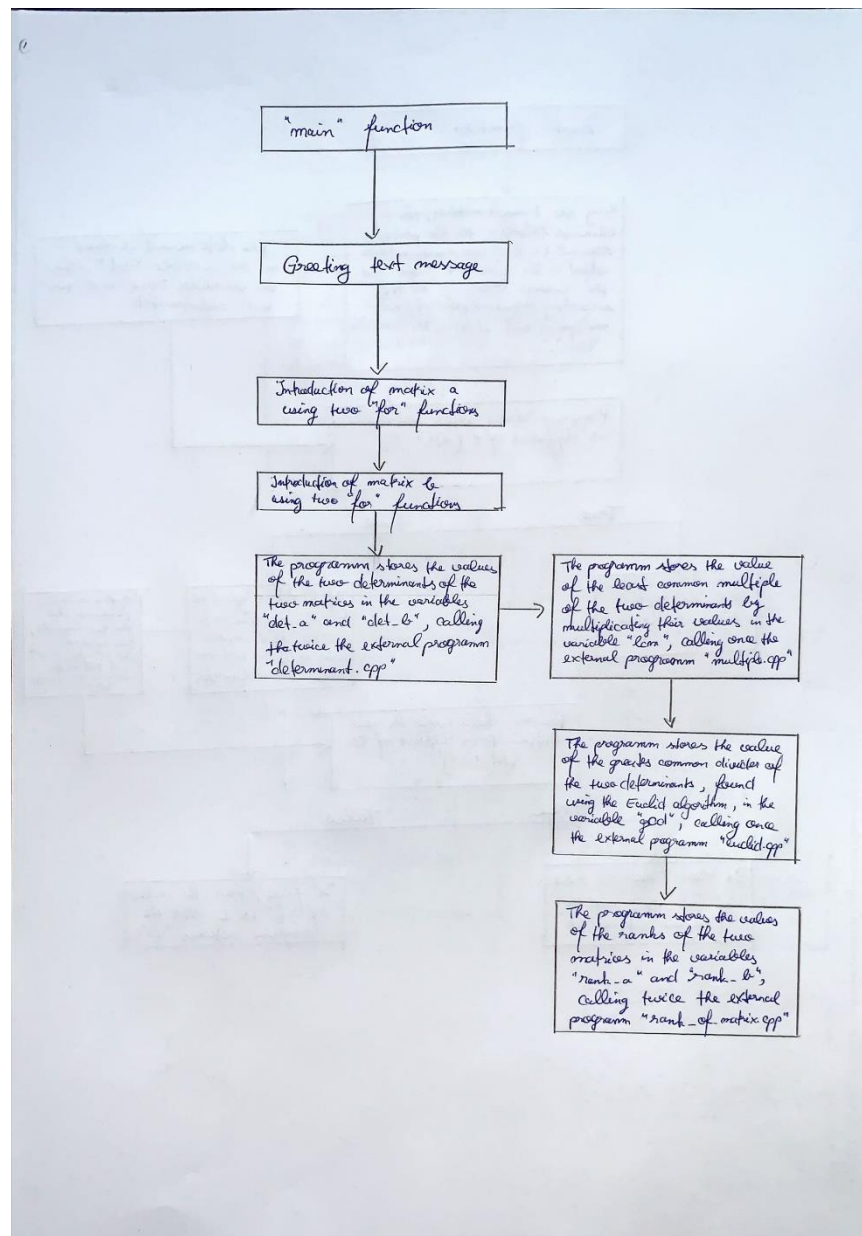 "main" function
Greeting text message
Introduction of matrix a
using two "for" functions
Introduction of matrix b
using two "for" functions
The programm stores the values
of the two determinants of the
two matrices in the variables
"det_a" and "det_b", calling
twice the external programm
"determinant.cpp"
The programm stores the value
of the least common multiple
of the two determinants by
multiplicating their values in the
variable "lcm", calling once the
external programm "multiple.cpp"
The programm stores the value
of the common divider of
the two determinants, found
using the Euclid algorithm, in the
variable "gcd", calling once
the external programm "euclid.cpp"
The programm stores the values
of the ranks of the two
matrices in the variables
"rank_a" and "rank_b",
calling twice the external
programm "rank_of_matrix.cpp"